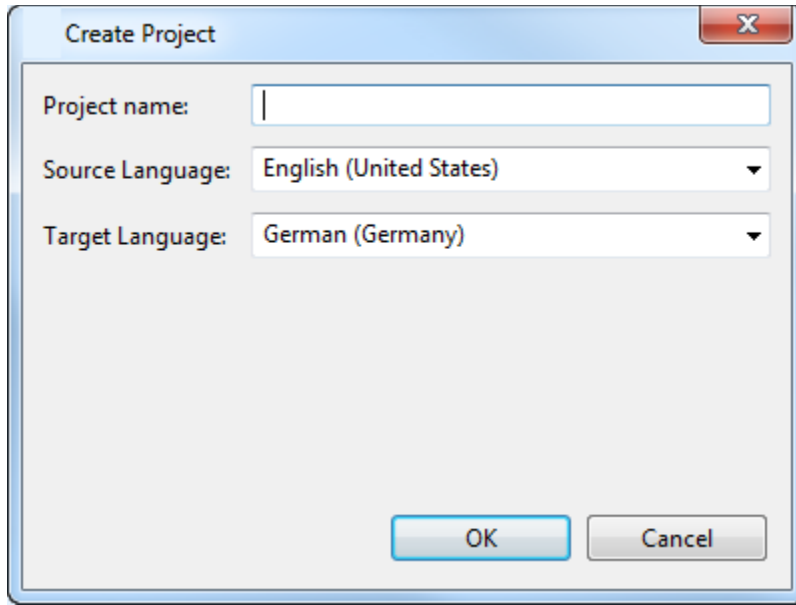 Create Project
Project name:
Source Language: English (United States)
Target Language: German (Germany)
OK Cancel